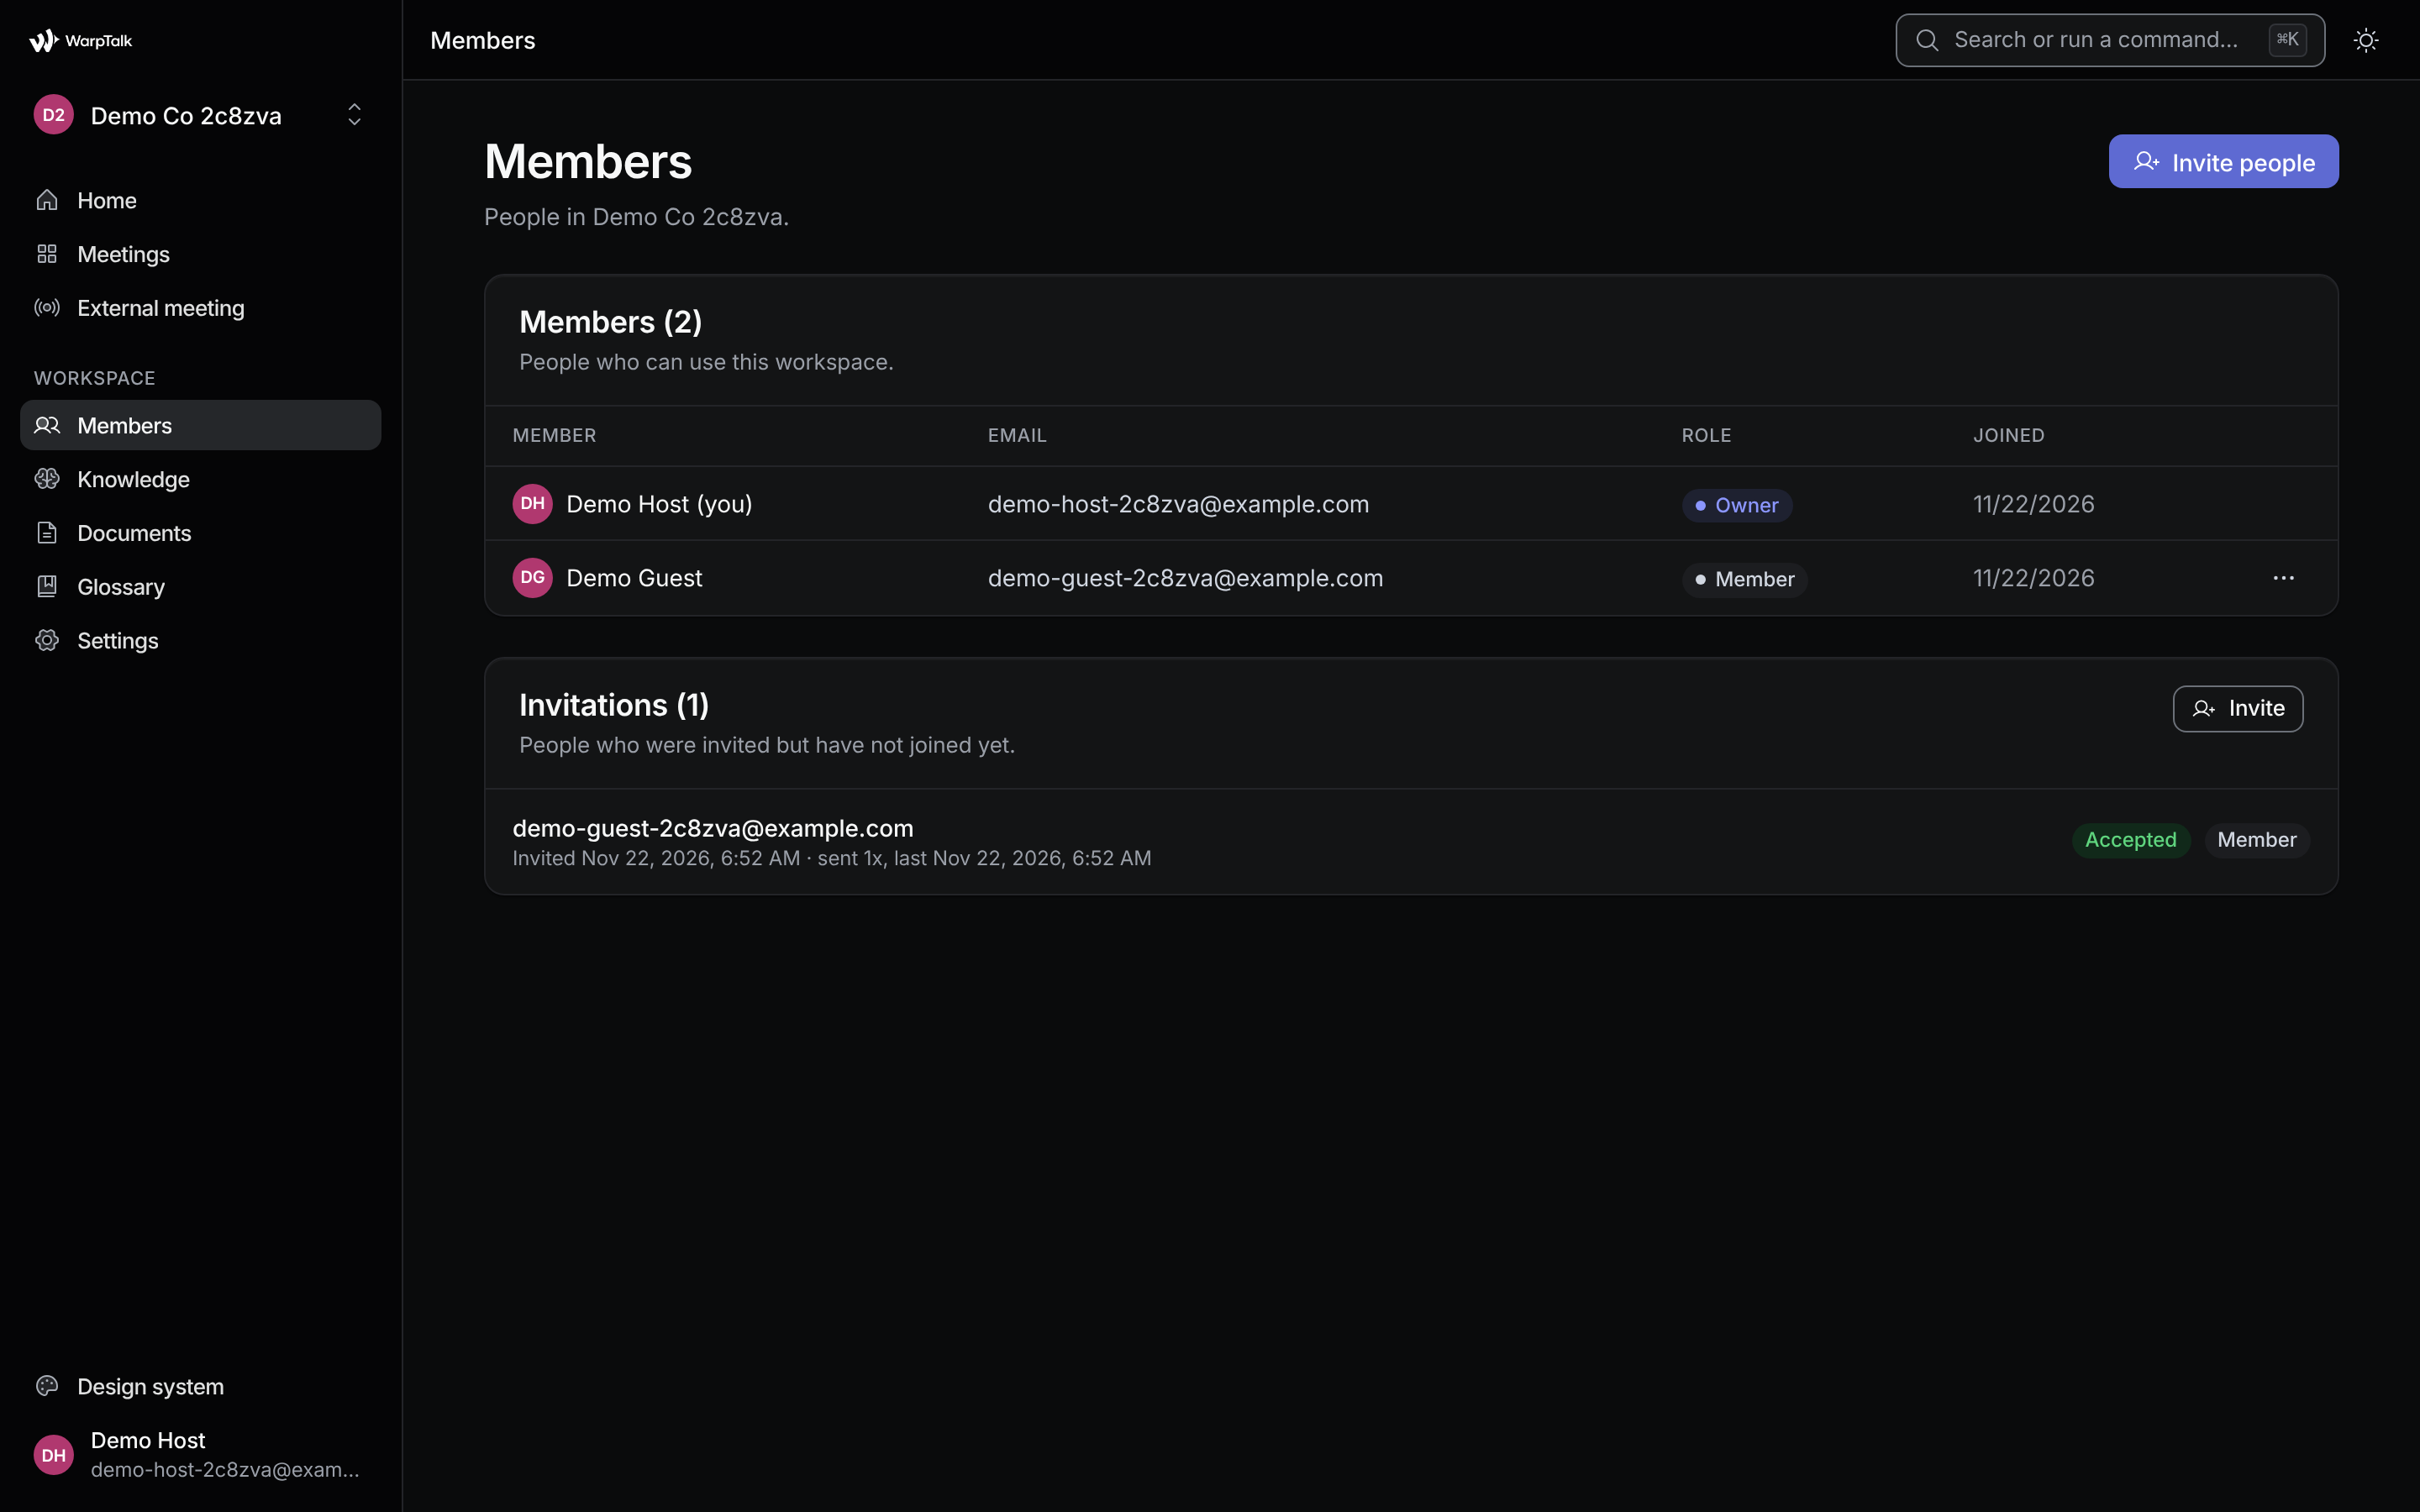 WarpTalk
Members
Search or run a command... ⌘K
D2 Demo Co 2c8zva
Home
Meetings
External meeting
WORKSPACE
Members
Knowledge
Documents
Glossary
Settings
Design system
DH Demo Host
demo-host-2c8zva@exam...
Members
People in Demo Co 2c8zva.
Invite people
Members (2)
People who can use this workspace.
MEMBER EMAIL ROLE JOINED
DH Demo Host (you) demo-host-2c8zva@example.com Owner 11/22/2026
DG Demo Guest demo-guest-2c8zva@example.com Member 11/22/2026
Invitations (1)
People who were invited but have not joined yet.
Invite
demo-guest-2c8zva@example.com
Invited Nov 22, 2026, 6:52 AM · sent 1x, last Nov 22, 2026, 6:52 AM
Accepted Member